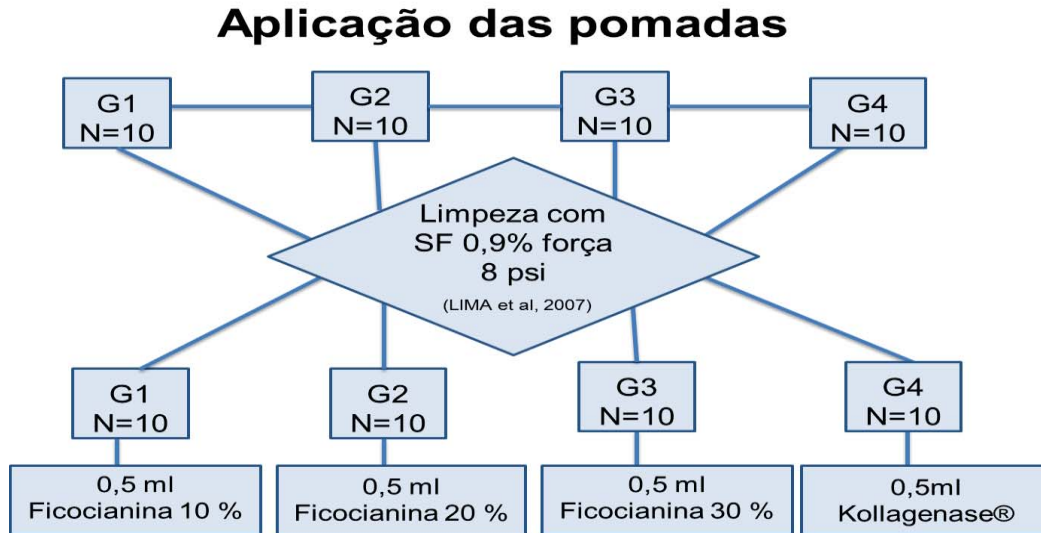 Aplicação das pomadas
G1
N=10
G2
N=10
G3
N=10
G4
N=10
Limpeza com
SF 0,9% força
8 psi
(LIMA et al, 2007)
G1
N=10
G2
N=10
G3
N=10
G4
N=10
0,5 ml
Ficocianina 10 %
0,5 ml
Ficocianina 20 %
0,5 ml
Ficocianina 30 %
0,5ml
Kollagenase®